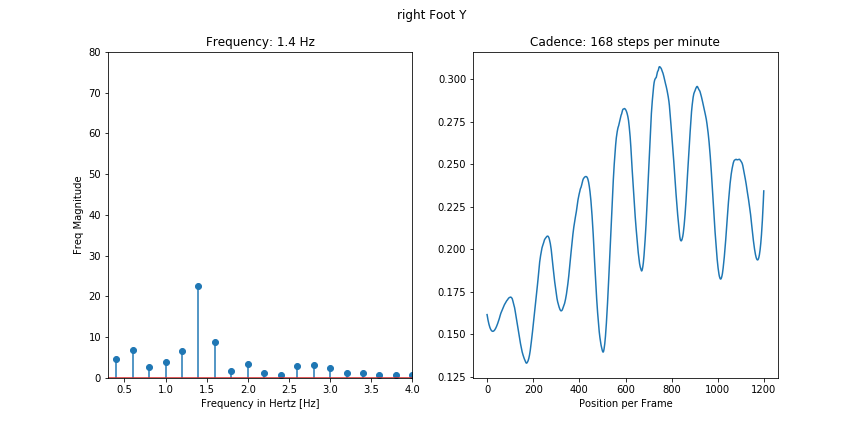 right Foot Y
Frequency: 1.4 Hz
80
70
60
50
40
30
20
10
0
Freq Magnitude
0.5 1.0 1.5 2.0 2.5 3.0 3.5 4.0
Frequency in Hertz [Hz]
Cadence: 168 steps per minute
0.300
0.275
0.250
0.225
0.200
0.175
0.150
0.125
0 200 400 600 800 1000 1200
Position per Frame